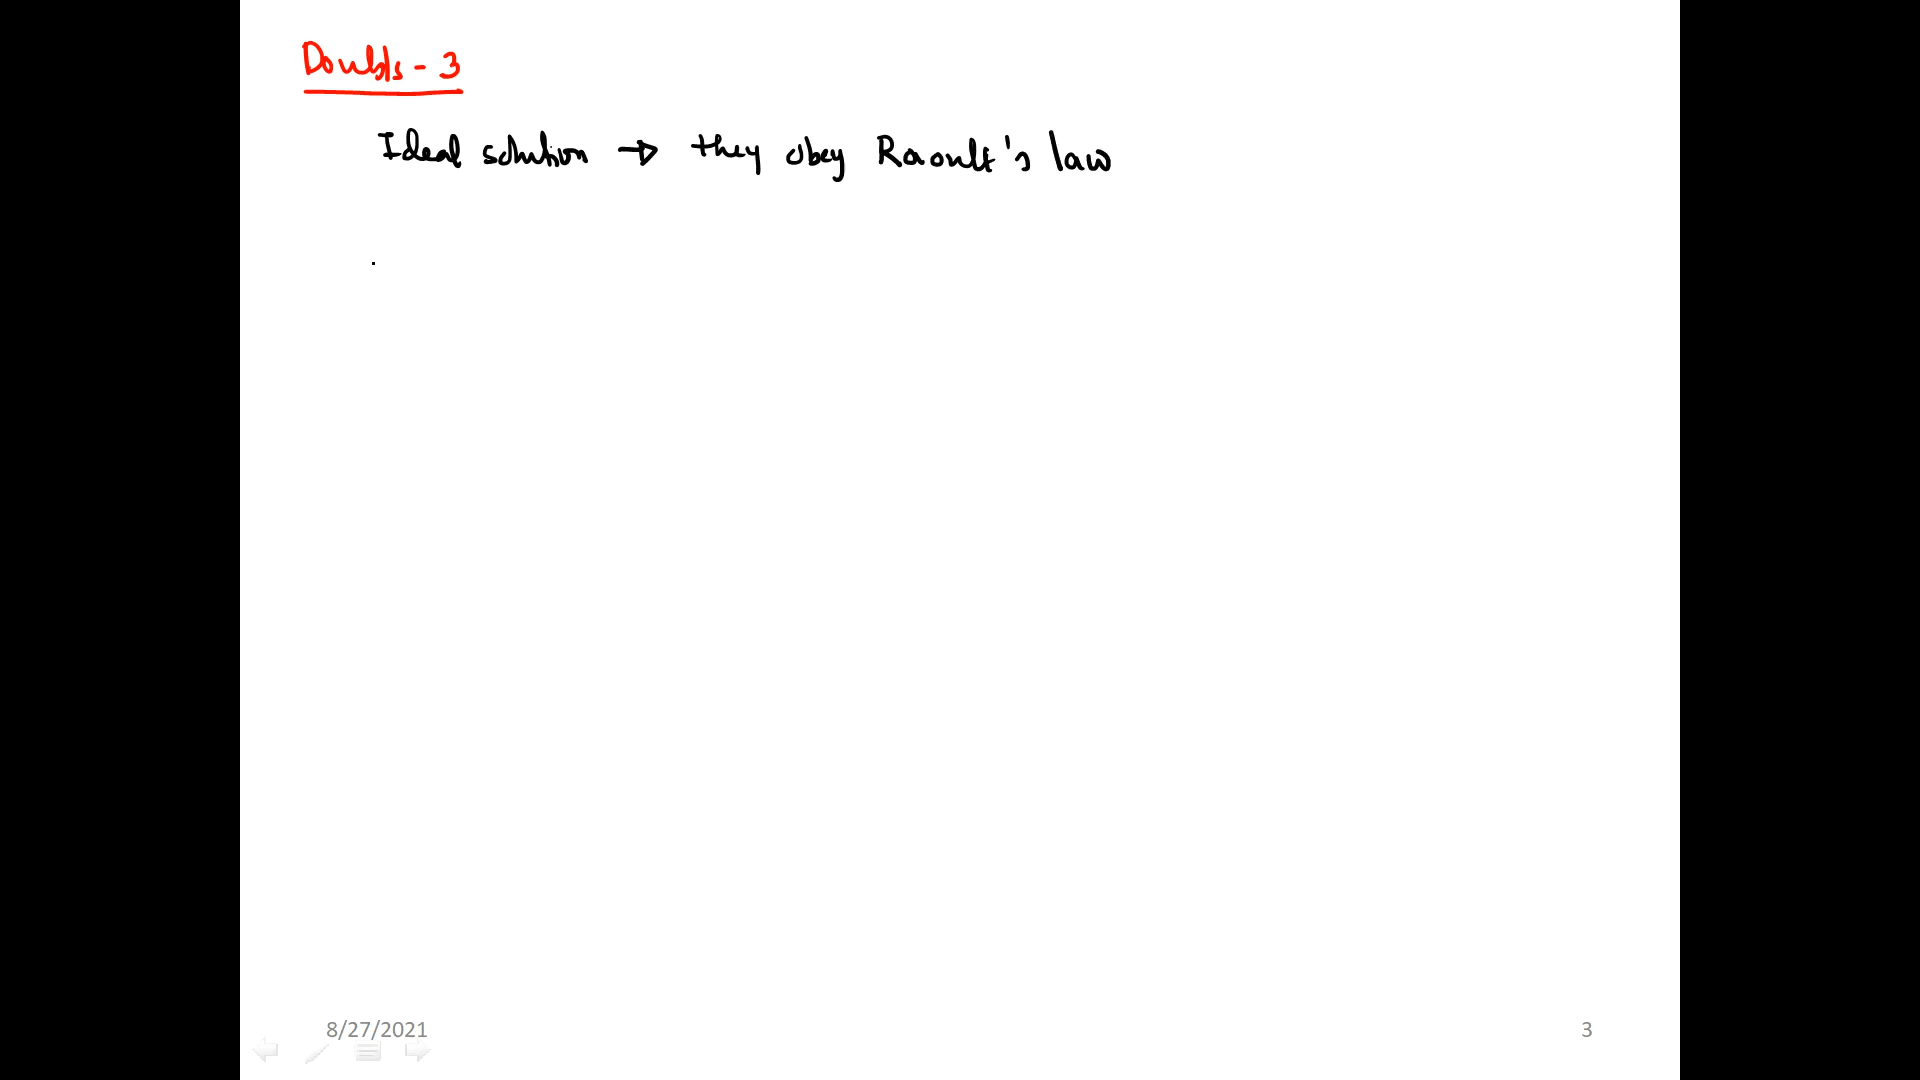 Doubts - 3
Ideal solution → they obey Raoult's law
8/27/2021
3